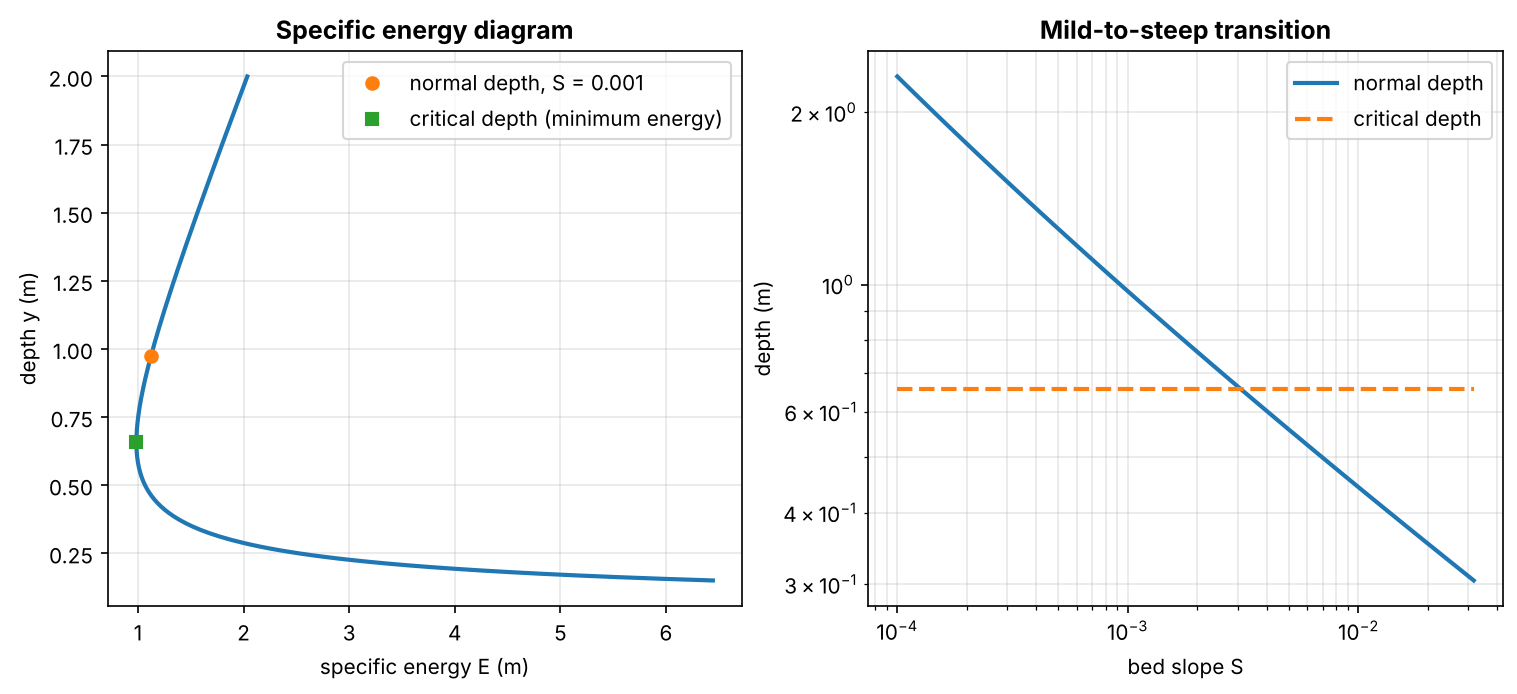 Specific energy diagram
normal depth, S = 0.001
critical depth (minimum energy)
depth y (m)
2.00
1.75
1.50
1.25
1.00
0.75
0.50
0.25
1 2 3 4 5 6
specific energy E (m)
Mild-to-steep transition
normal depth
critical depth
depth (m)
2 × 10⁰
10⁰
6 × 10⁻¹
4 × 10⁻¹
3 × 10⁻¹
10⁻⁴ 10⁻³ 10⁻²
bed slope S